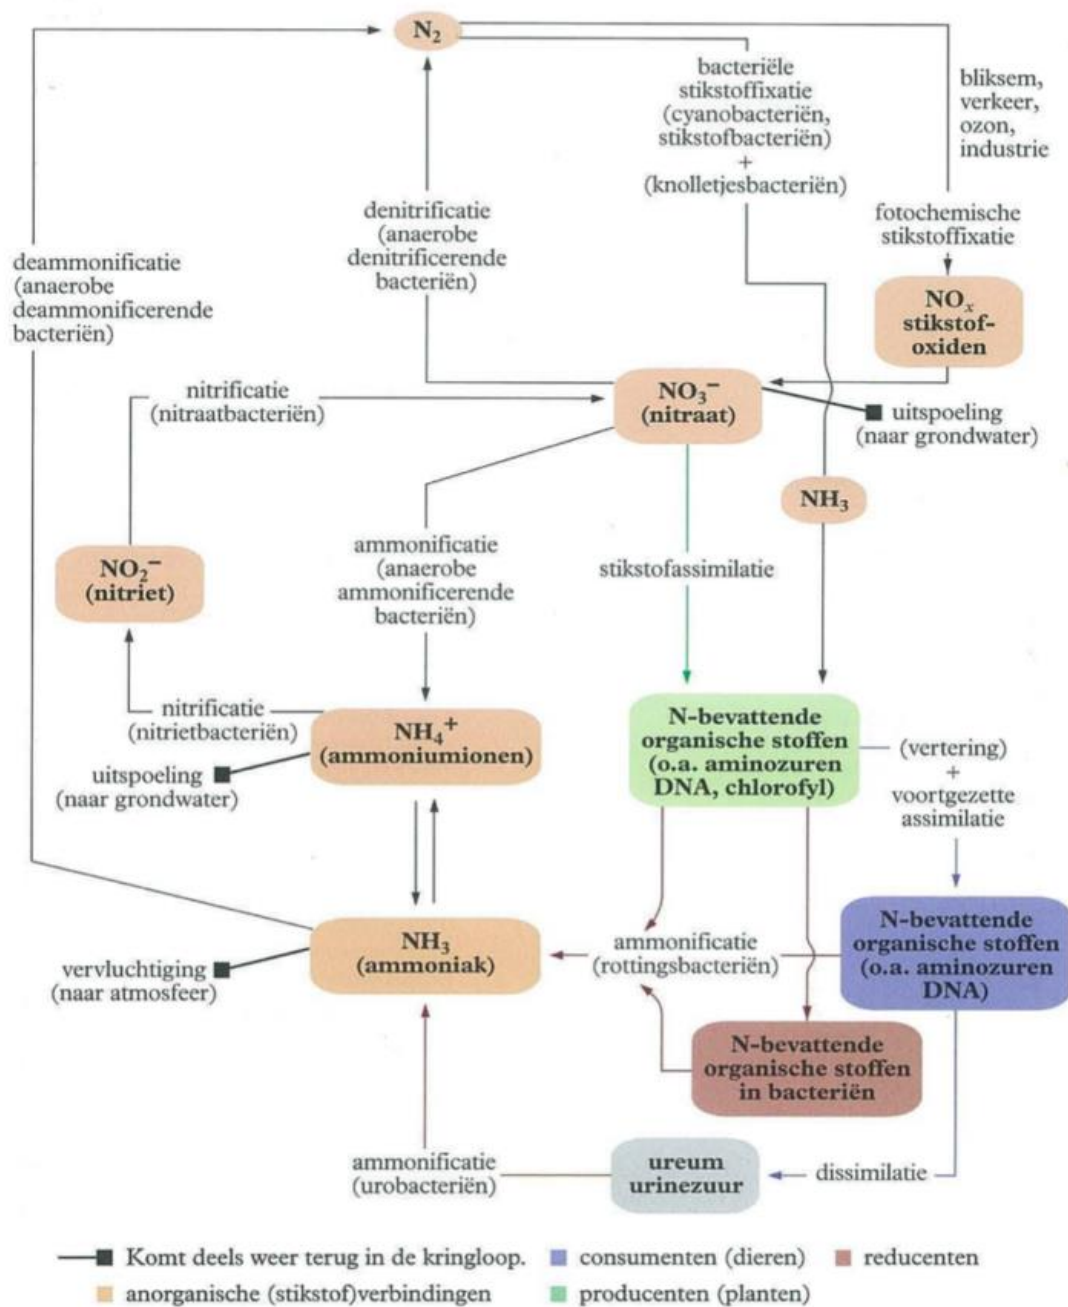 N₂
bacteriële
stikstoffixatie
(cyanobacteriën,
stikstofbacteriën)
+
(knolletjesbacteriën)
bliksem,
verkeer,
ozon,
industrie
denitrificatie
(anaerobe
denitrificerende
bacteriën)
fotochemische
stikstoffixatie
deammonificatie
(anaerobe
deammonificerende
bacteriën)
NOₓ
stikstof-
oxiden
nitrificatie
(nitraatbacteriën)
NO₃⁻
(nitraat)
uitspoeling
(naar grondwater)
NH₃
NO₂⁻
(nitriet)
ammonificatie
(anaerobe
ammonificerende
bacteriën)
stikstofassimilatie
nitrificatie
(nitrietbacteriën)
NH₄⁺
(ammoniumionen)
uitspoeling
(naar grondwater)
N-bevattende
organische stoffen
(o.a. aminozuren
DNA, chlorofyl)
(vertering)
+
voortgezette
assimilatie
NH₃
(ammoniak)
vervluchtiging
(naar atmosfeer)
ammonificatie
(rottingsbacteriën)
N-bevattende
organische stoffen
(o.a. aminozuren
DNA)
N-bevattende
organische stoffen
in bacteriën
ammonificatie
(urobacteriën)
ureum
urinezuur
dissimilatie
Komt deels weer terug in de kringloop.
consumenten (dieren)
reducenten
anorganische (stikstof)verbindingen
producenten (planten)